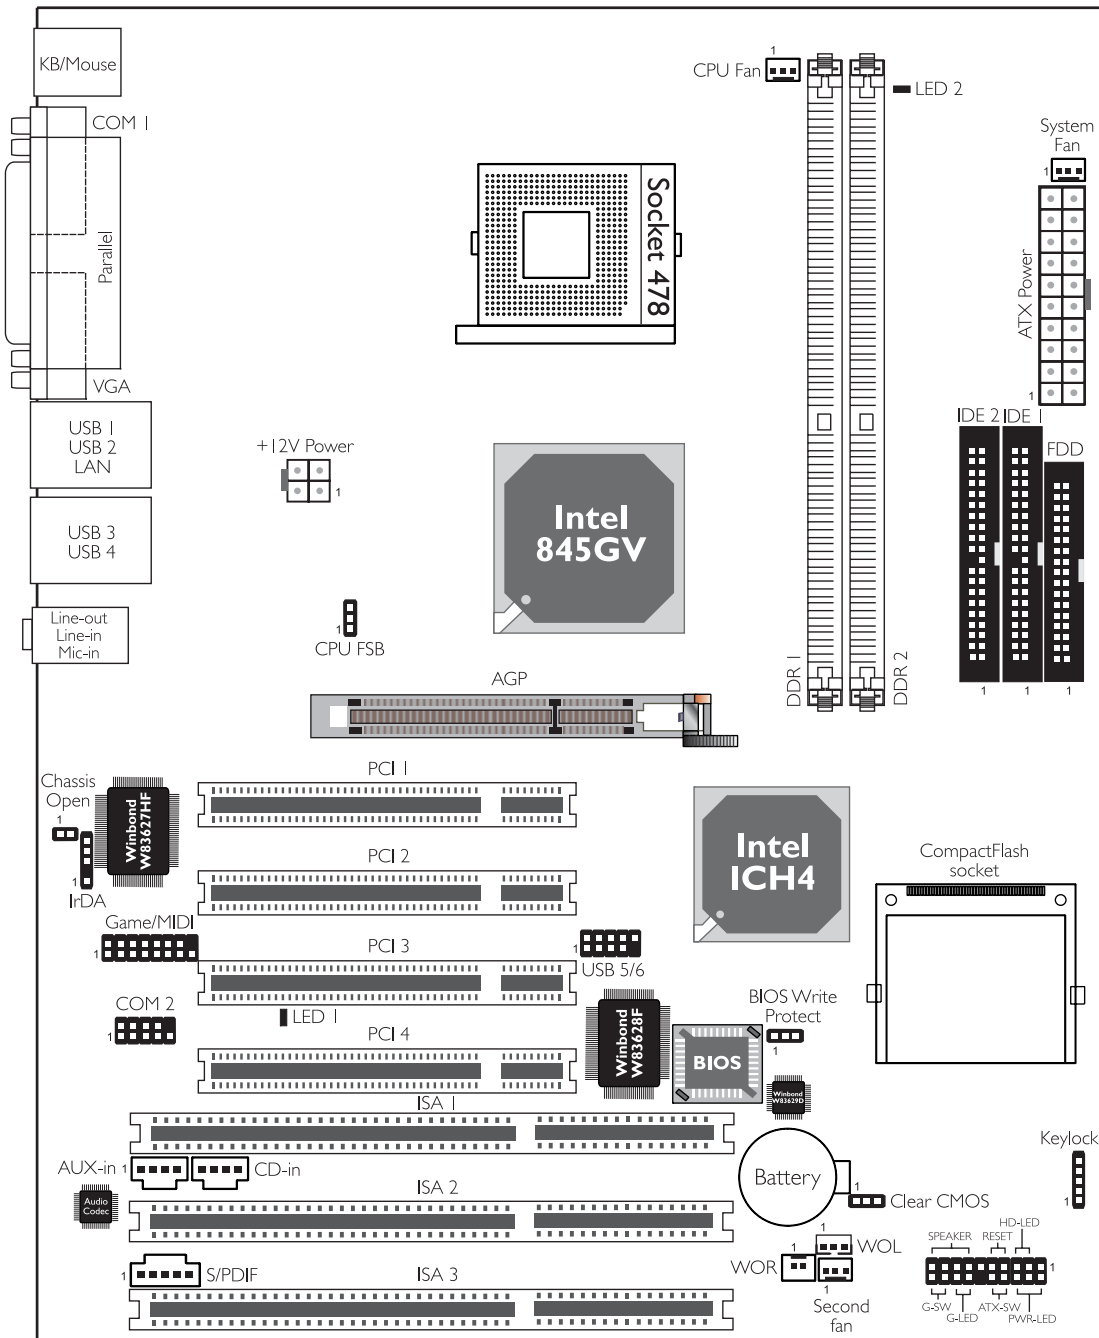 KB/Mouse
1
CPU Fan
LED 2
COM 1
System
Fan
1
Socket 478
Parallel
ATX Power
VGA
1
USB 1
USB 2
LAN
IDE 2
IDE 1
FDD
+12V Power
1
Intel
845GV
USB 3
USB 4
Line-out
Line-in
Mic-in
1
CPU FSB
DDR 1
DDR 2
1
1
1
AGP
PCI 1
Chassis
Open
1
Winbond
W83627HF
Intel
ICH4
CompactFlash
socket
PCI 2
1
IrDA
Game/MIDI
1
PCI 3
1
USB 5/6
COM 2
1
LED 1
BIOS Write
Protect
1
PCI 4
Winbond
W83628F
BIOS
Winbond
W83629D
ISA 1
Keylock
1
AUX-in
1
CD-in
Battery
1
Clear CMOS
Audio
Codec
ISA 2
1
WOL
HD-LED
SPEAKER
RESET
1
WOR
1
1
S/PDIF
ISA 3
1
Second
fan
G-SW
G-LED
ATX-SW
PWR-LED